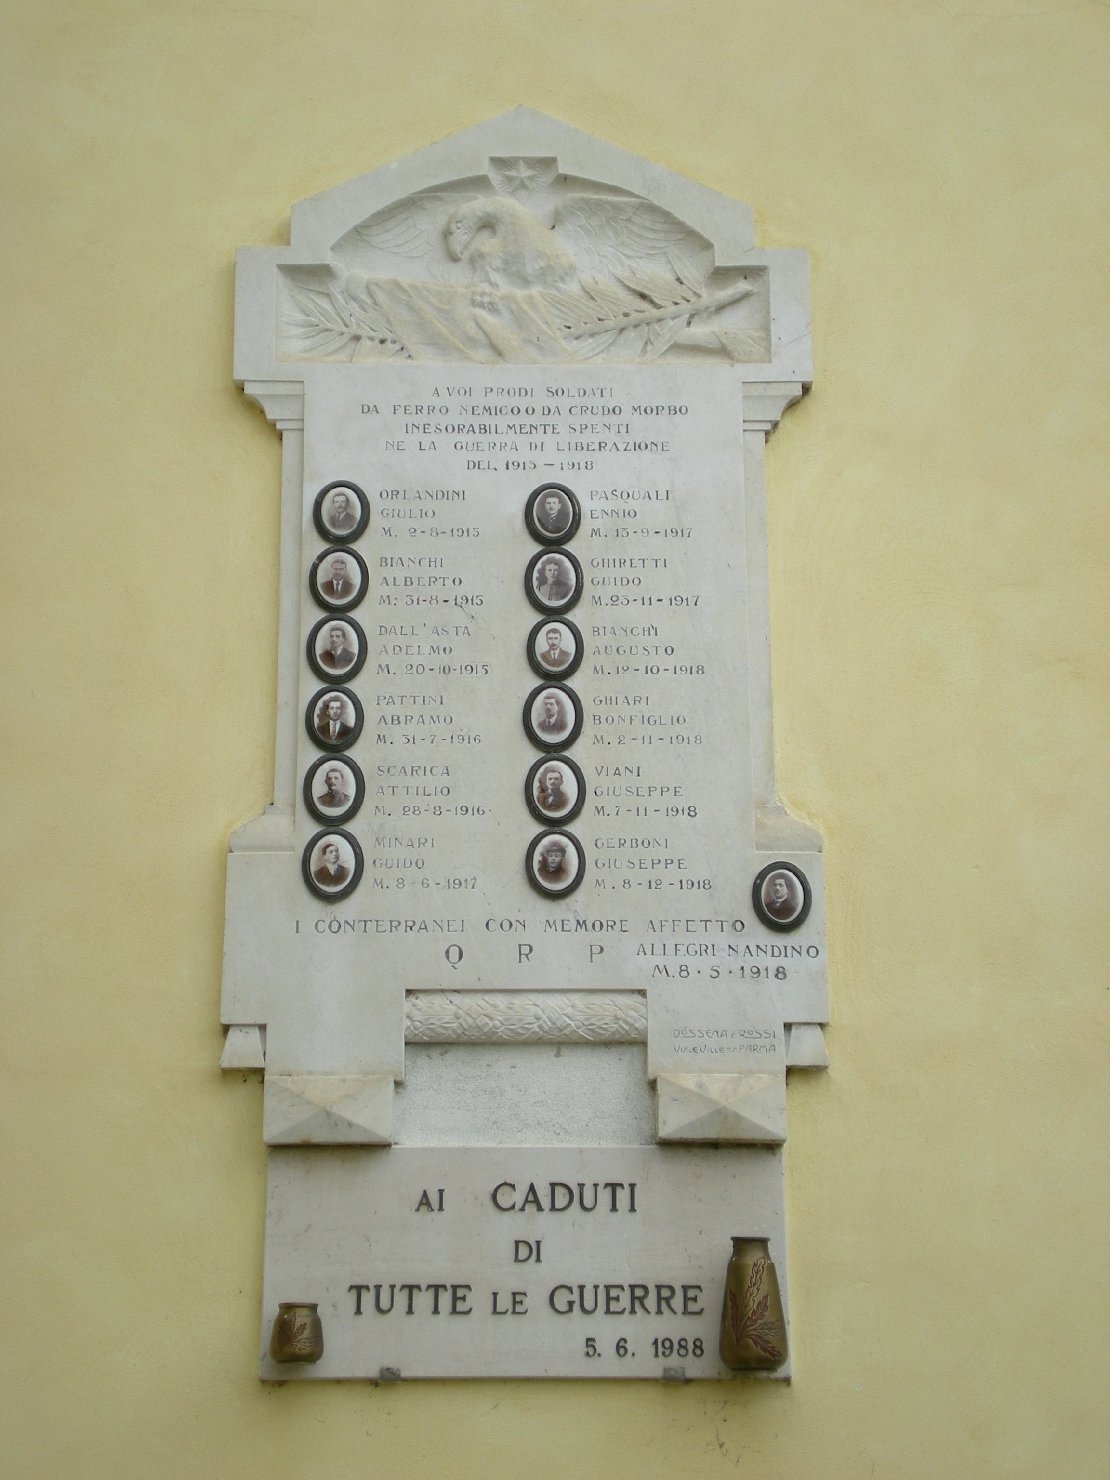 A VOI PRODI SOLDATI
DA FERRO NEMICO O DA CRUDO MORBO
INESORABILMENTE SPENTI
NE LA GUERRA DI LIBERAZIONE
DEL 1915-1918
ORLANDINI
GIULIO
M. 2-8-1915
BIANCHI
ALBERTO
M. 31-8-1915
DALL'ASTA
ADELMO
M. 20-10-1915
PATTINI
ABRAMO
M. 31-7-1916
SCARICA
ATTILIO
M. 28-8-1916
MINARI
GUIDO
M. 8-6-1917
PASQUALI
ENNIO
M. 15-9-1917
GHIRETTI
GUIDO
M. 23-11-1917
BIANCHI
AUGUSTO
M. 12-10-1918
GHIARI
BONFIGLIO
M. 2-11-1918
VIANI
GIUSEPPE
M. 7-11-1918
GERBONI
GIUSEPPE
M. 8-12-1918
I CONTERRANEI CON MEMORE AFFETTO
Q R P
ALLEGRI NANDINO
M. 8·5·1918
DOSSENA E ROSSI
PARMA
AI CADUTI
DI
TUTTE LE GUERRE
5. 6. 1988